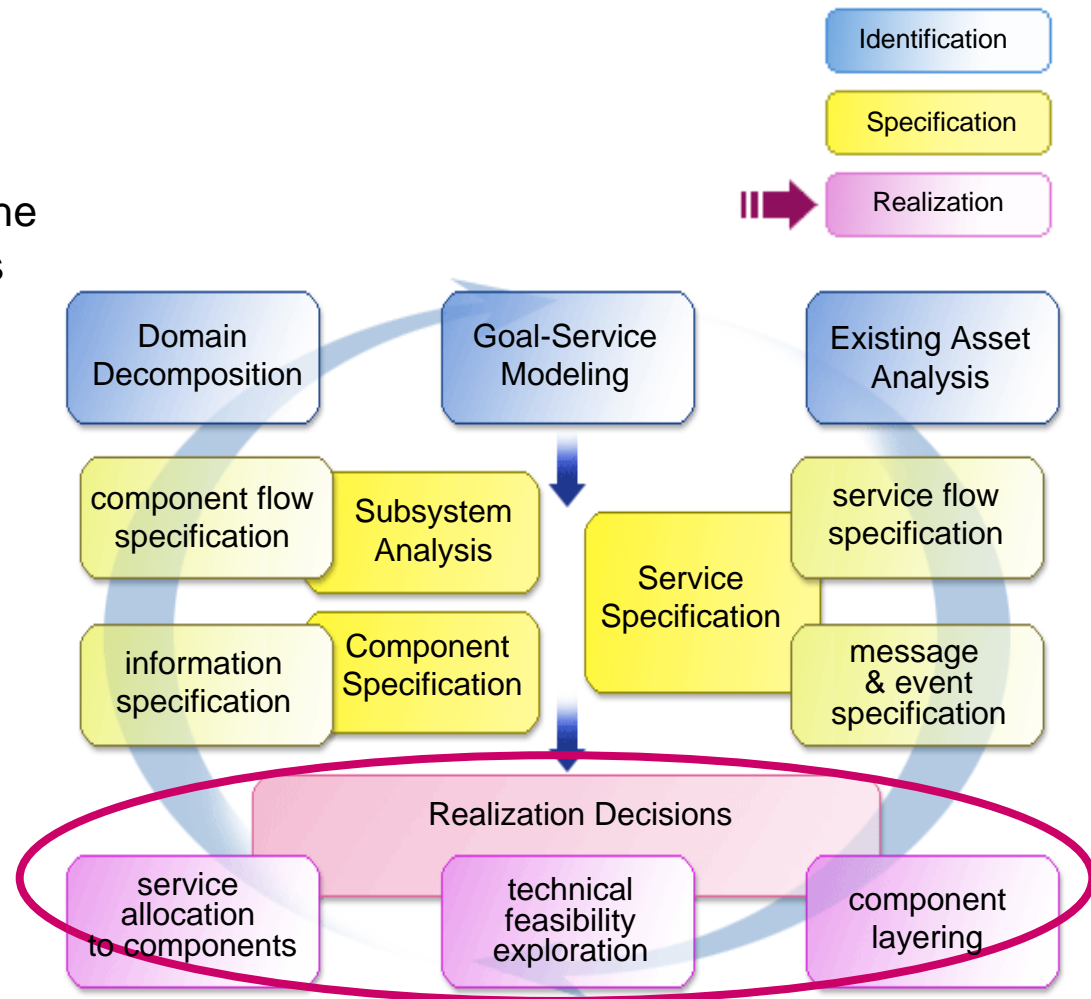 Identification
Specification
Realization
ne
s
Domain
Decomposition
Goal-Service
Modeling
Existing Asset
Analysis
component flow
specification
Subsystem
Analysis
service flow
specification
Service
Specification
information
specification
Component
Specification
message
& event
specification
Realization Decisions
service
allocation
to components
technical
feasibility
exploration
component
layering